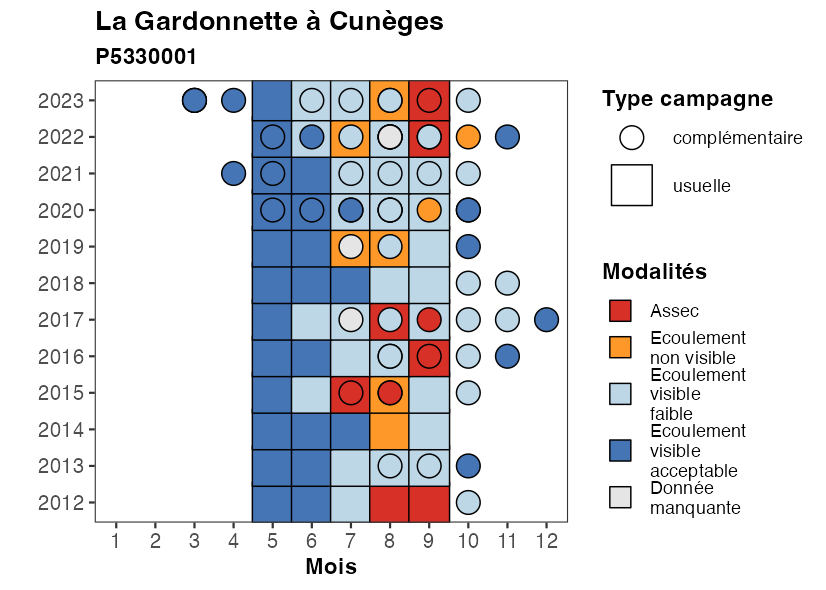 La Gardonnette à Cunèges
P5330001
2023
2022
2021
2020
2019
2018
2017
2016
2015
2014
2013
2012
1 2 3 4 5 6 7 8 9 10 11 12
Mois
Type campagne
complémentaire
usuelle
Modalités
Assec
Ecoulement
non visible
Ecoulement
visible
faible
Ecoulement
visible
acceptable
Donnée
manquante